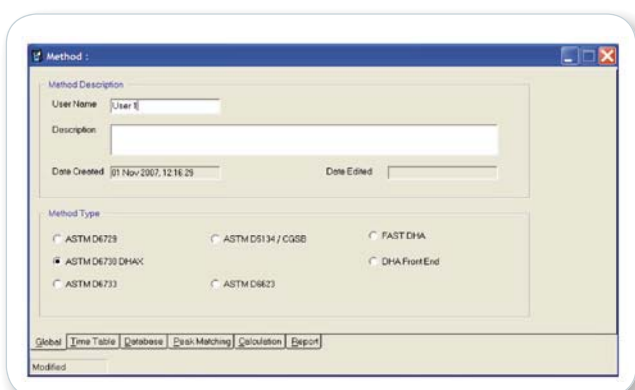 Method :
Method Description
User Name User 1
Description
Date Created 01 Nov 2007, 12:16:29 Date Edited
Method Type
ASTM D6729 ASTM D5134 / CGSB FAST DHA
ASTM D6730 DHAX DHA Front End
ASTM D6733 ASTM D6623
Global Time Table Database Peak Matching Calculation Report
Modified